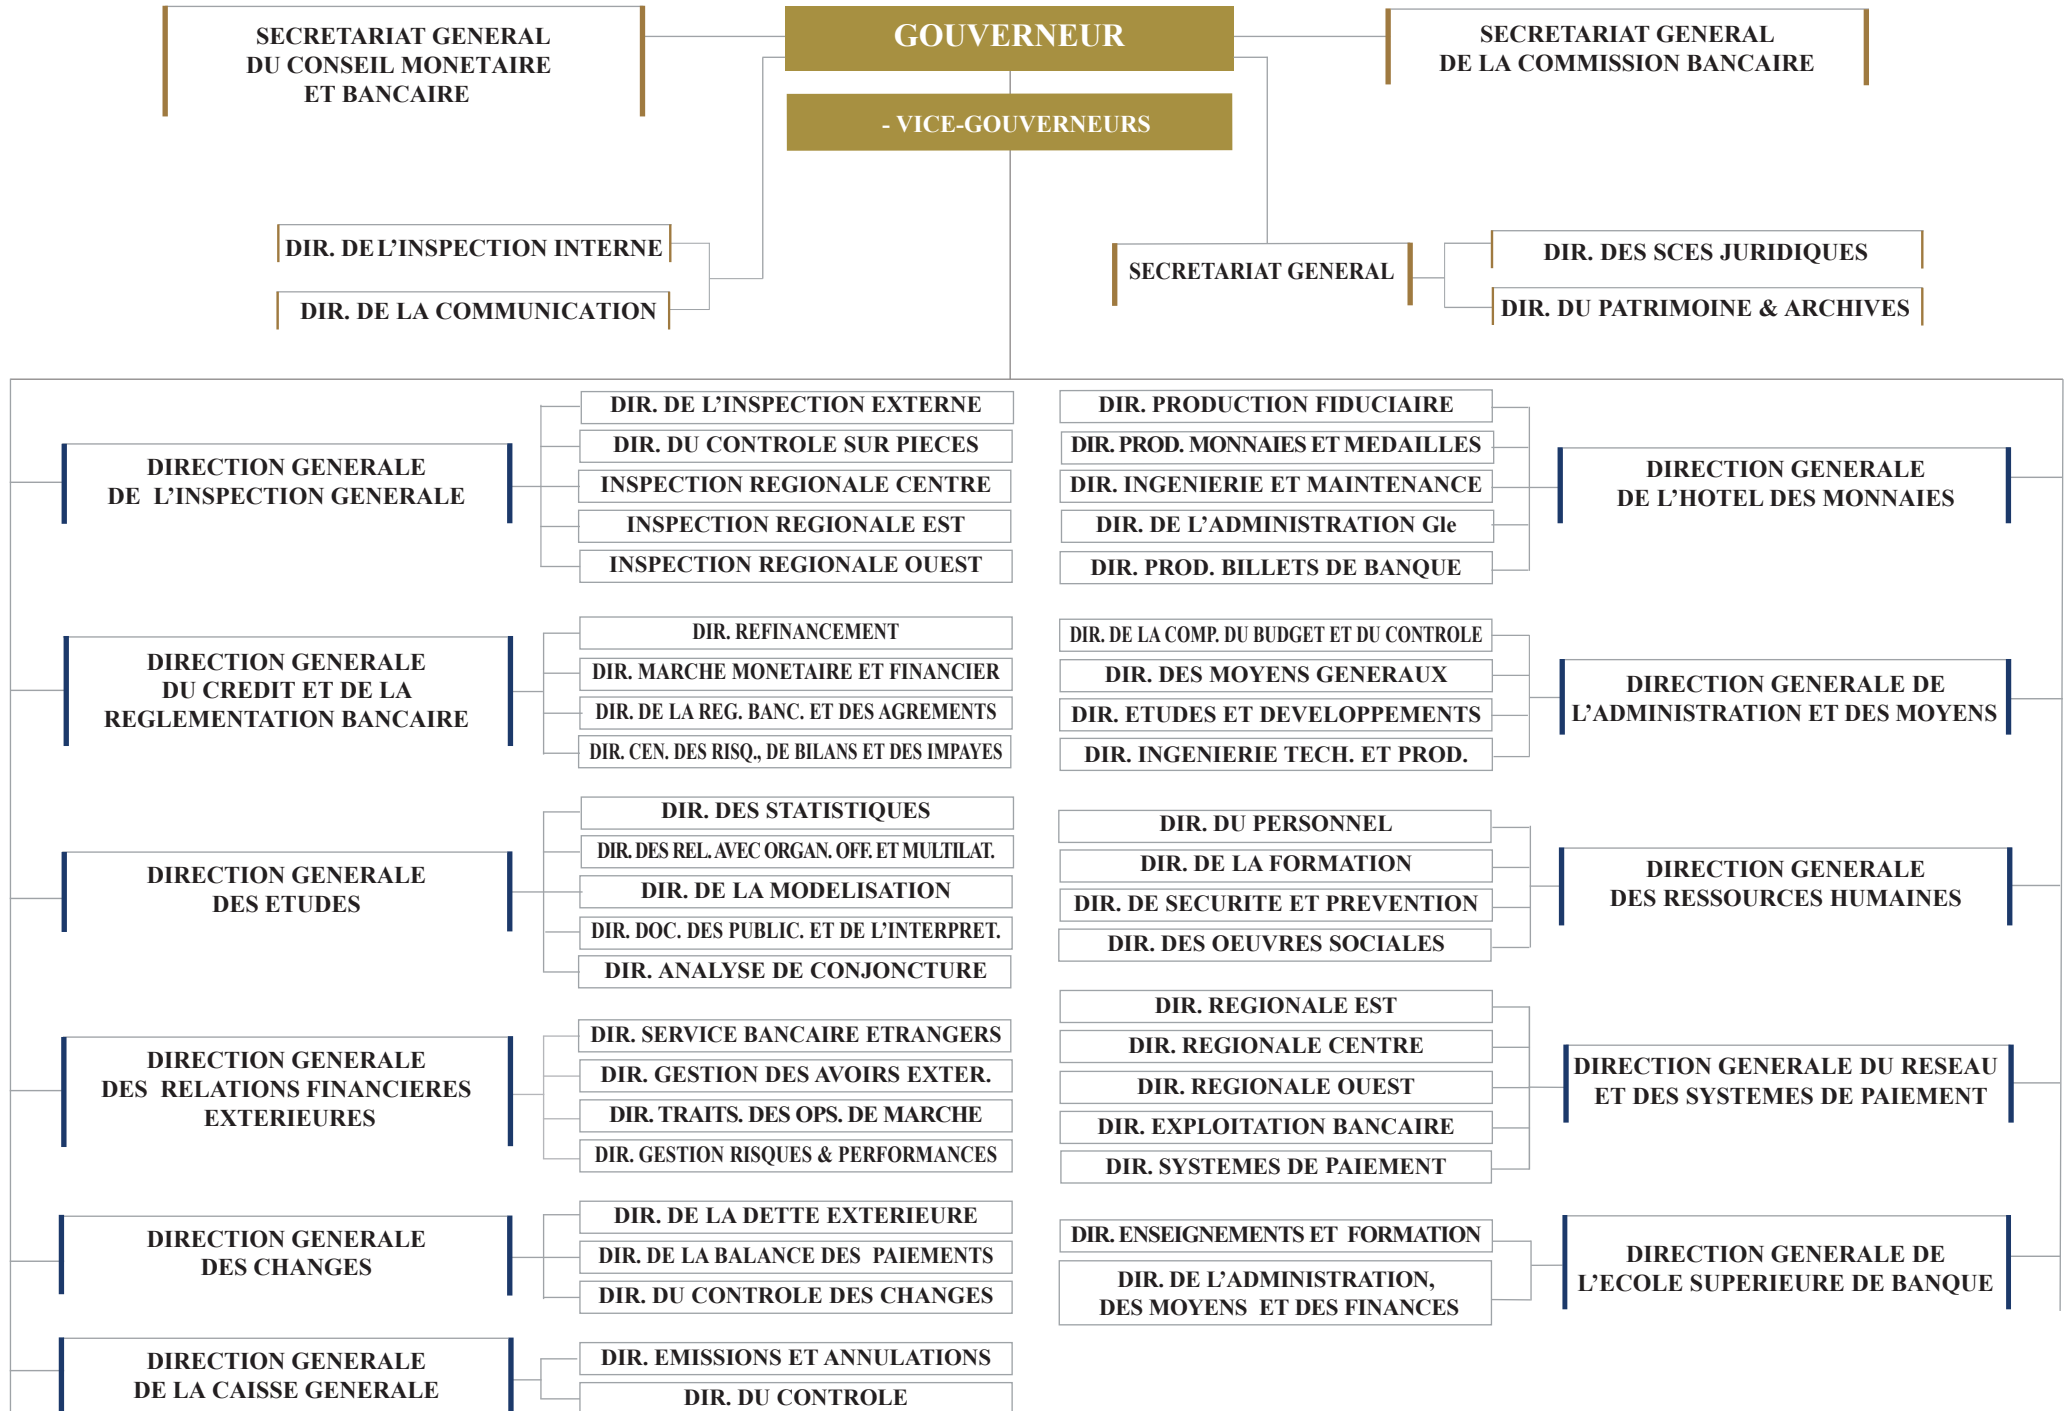 SECRETARIAT GENERAL
DU CONSEIL MONETAIRE
ET BANCAIRE
GOUVERNEUR
SECRETARIAT GENERAL
DE LA COMMISSION BANCAIRE
- VICE-GOUVERNEURS
DIR. DE L’INSPECTION INTERNE
DIR. DE LA COMMUNICATION
SECRETARIAT GENERAL
DIR. DES SCES JURIDIQUES
DIR. DU PATRIMOINE & ARCHIVES
DIRECTION GENERALE
DE L’INSPECTION GENERALE
DIR. DE L’INSPECTION EXTERNE
DIR. DU CONTROLE SUR PIECES
INSPECTION REGIONALE CENTRE
INSPECTION REGIONALE EST
INSPECTION REGIONALE OUEST
DIR. PRODUCTION FIDUCIAIRE
DIR. PROD. MONNAIES ET MEDAILLES
DIR. INGENIERIE ET MAINTENANCE
DIR. DE L’ADMINISTRATION Gle
DIR. PROD. BILLETS DE BANQUE
DIRECTION GENERALE
DE L’HOTEL DES MONNAIES
DIRECTION GENERALE
DU CREDIT ET DE LA
REGLEMENTATION BANCAIRE
DIR. REFINANCEMENT
DIR. MARCHE MONETAIRE ET FINANCIER
DIR. DE LA REG. BANC. ET DES AGREMENTS
DIR. CEN. DES RISQ., DE BILANS ET DES IMPAYES
DIR. DE LA COMP. DU BUDGET ET DU CONTROLE
DIR. DES MOYENS GENERAUX
DIR. ETUDES ET DEVELOPPEMENTS
DIR. INGENIERIE TECH. ET PROD.
DIRECTION GENERALE DE
L’ADMINISTRATION ET DES MOYENS
DIRECTION GENERALE
DES ETUDES
DIR. DES STATISTIQUES
DIR. DES REL. AVEC ORGAN. OFF. ET MULTILAT.
DIR. DE LA MODELISATION
DIR. DOC. DES PUBLIC. ET DE L’INTERPRET.
DIR. ANALYSE DE CONJONCTURE
DIR. DU PERSONNEL
DIR. DE LA FORMATION
DIR. DE SECURITE ET PREVENTION
DIR. DES OEUVRES SOCIALES
DIRECTION GENERALE
DES RESSOURCES HUMAINES
DIRECTION GENERALE
DES RELATIONS FINANCIERES
EXTERIEURES
DIR. SERVICE BANCAIRE ETRANGERS
DIR. GESTION DES AVOIRS EXTER.
DIR. TRAITS. DES OPS. DE MARCHE
DIR. GESTION RISQUES & PERFORMANCES
DIR. REGIONALE EST
DIR. REGIONALE CENTRE
DIR. REGIONALE OUEST
DIR. EXPLOITATION BANCAIRE
DIR. SYSTEMES DE PAIEMENT
DIRECTION GENERALE DU RESEAU
ET DES SYSTEMES DE PAIEMENT
DIRECTION GENERALE
DES CHANGES
DIR. DE LA DETTE EXTERIEURE
DIR. DE LA BALANCE DES PAIEMENTS
DIR. DU CONTROLE DES CHANGES
DIR. ENSEIGNEMENTS ET FORMATION
DIR. DE L’ADMINISTRATION,
DES MOYENS ET DES FINANCES
DIRECTION GENERALE DE
L’ECOLE SUPERIEURE DE BANQUE
DIRECTION GENERALE
DE LA CAISSE GENERALE
DIR. EMISSIONS ET ANNULATIONS
DIR. DU CONTROLE